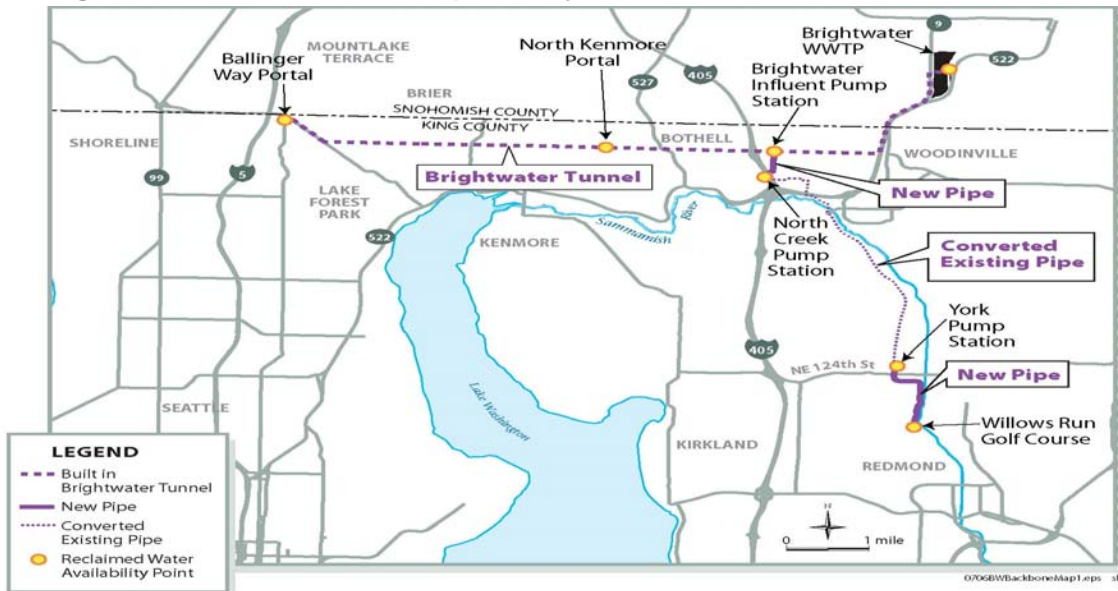 MOUNTLAKE
TERRACE
Ballinger
Way Portal
North Kenmore
Portal
Brightwater
WWTP
Brightwater
Influent Pump
Station
9
522
405
527
BRIER
SNOHOMISH COUNTY
KING COUNTY
BOTHELL
SHORELINE
WOODINVILLE
Brightwater Tunnel
New Pipe
99
5
LAKE
FOREST
PARK
522
KENMORE
Sammamish
River
North
Creek
Pump
Station
Converted
Existing Pipe
York
Pump
Station
405
NE 124th St
New Pipe
Lake Washington
SEATTLE
KIRKLAND
Willows Run
Golf Course
REDMOND
LEGEND
Built in
Brightwater Tunnel
New Pipe
Converted
Existing Pipe
Reclaimed Water
Availability Point
N
0 1 mile
0706BWBackboneMap1.eps